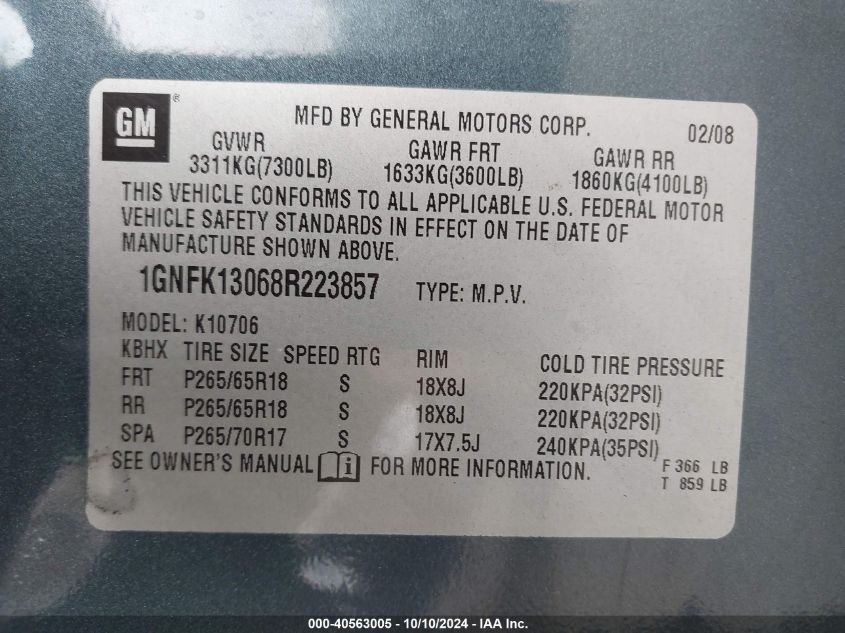 GM ® MFD BY GENERAL MOTORS CORP. 02/08
GVWR GAWR FRT GAWR RR
3311KG(7300LB) 1633KG(3600LB) 1860KG(4100LB)
THIS VEHICLE CONFORMS TO ALL APPLICABLE U.S. FEDERAL MOTOR
VEHICLE SAFETY STANDARDS IN EFFECT ON THE DATE OF
MANUFACTURE SHOWN ABOVE.
1GNFK13068R223857 TYPE: M.P.V.
MODEL: K10706
KBHX TIRE SIZE SPEED RTG RIM COLD TIRE PRESSURE
FRT P265/65R18 S 18X8J 220KPA(32PSI)
RR P265/65R18 S 18X8J 220KPA(32PSI)
SPA P265/70R17 S 17X7.5J 240KPA(35PSI)
SEE OWNER'S MANUAL i FOR MORE INFORMATION. F 366 LB
T 859 LB
000-40563005 - 10/10/2024 - IAA Inc.